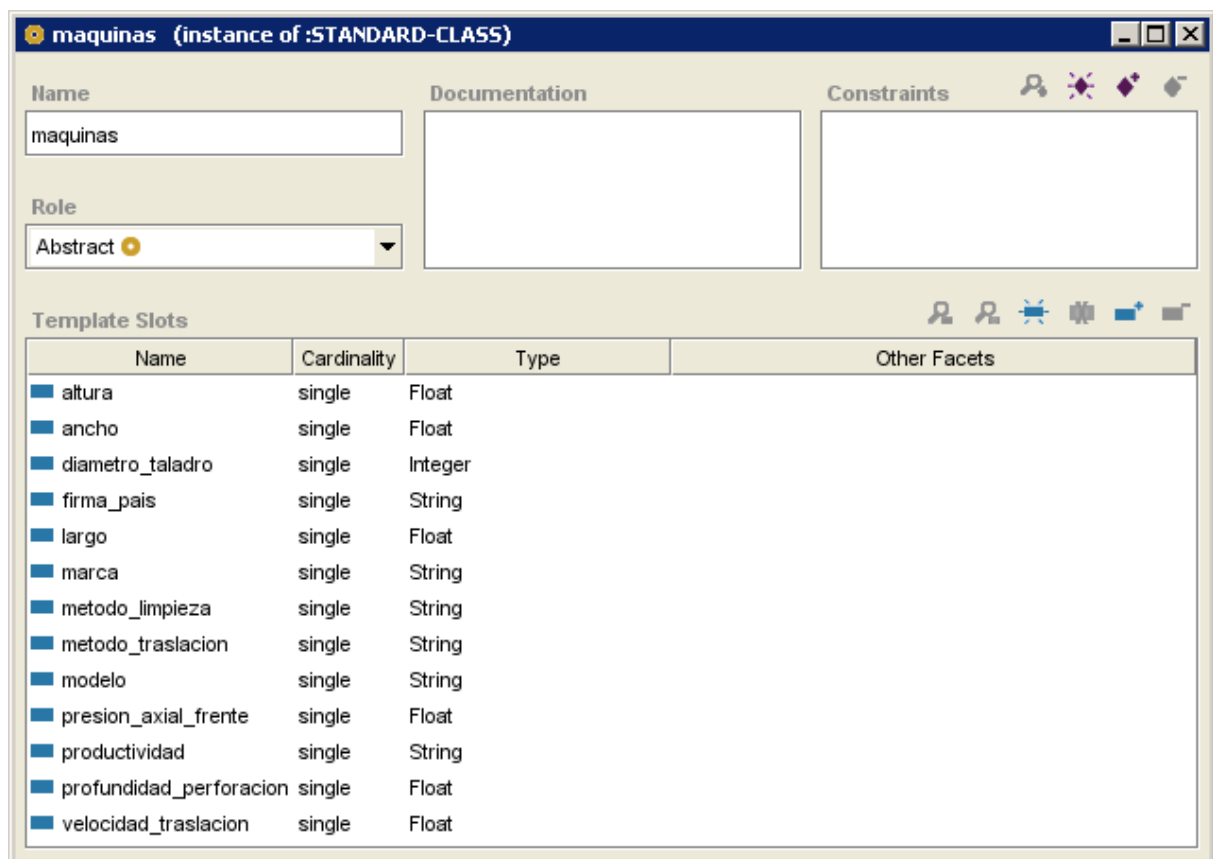 maquinas (instance of :STANDARD-CLASS)
Name
Documentation
Constraints
maquinas
Role
Abstract
Template Slots
Name Cardinality Type Other Facets
altura single Float
ancho single Float
diametro_taladro single Integer
firma_pais single String
largo single Float
marca single String
metodo_limpieza single String
metodo_traslacion single String
modelo single String
presion_axial_frente single Float
productividad single String
profundidad_perforacion single Float
velocidad_traslacion single Float